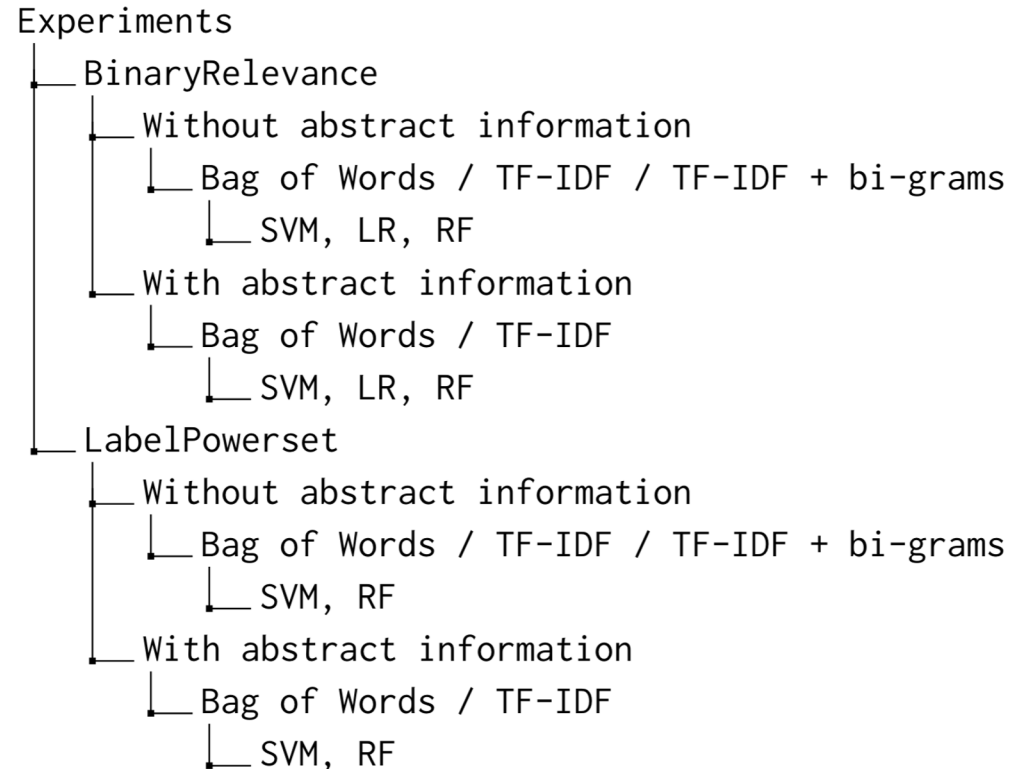 Experiments
BinaryRelevance
Without abstract information
Bag of Words / TF-IDF / TF-IDF + bi-grams
SVM, LR, RF
With abstract information
Bag of Words / TF-IDF
SVM, LR, RF
LabelPowerset
Without abstract information
Bag of Words / TF-IDF / TF-IDF + bi-grams
SVM, RF
With abstract information
Bag of Words / TF-IDF
SVM, RF